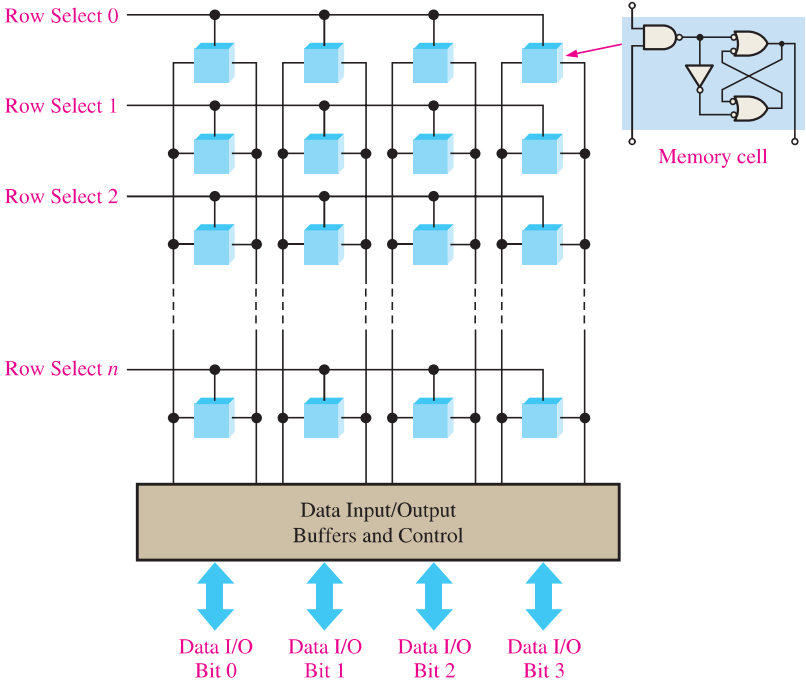 Row Select 0
Row Select 1
Memory cell
Row Select 2
Row Select n
Data Input/Output
Buffers and Control
Data I/O
Bit 0
Data I/O
Bit 1
Data I/O
Bit 2
Data I/O
Bit 3